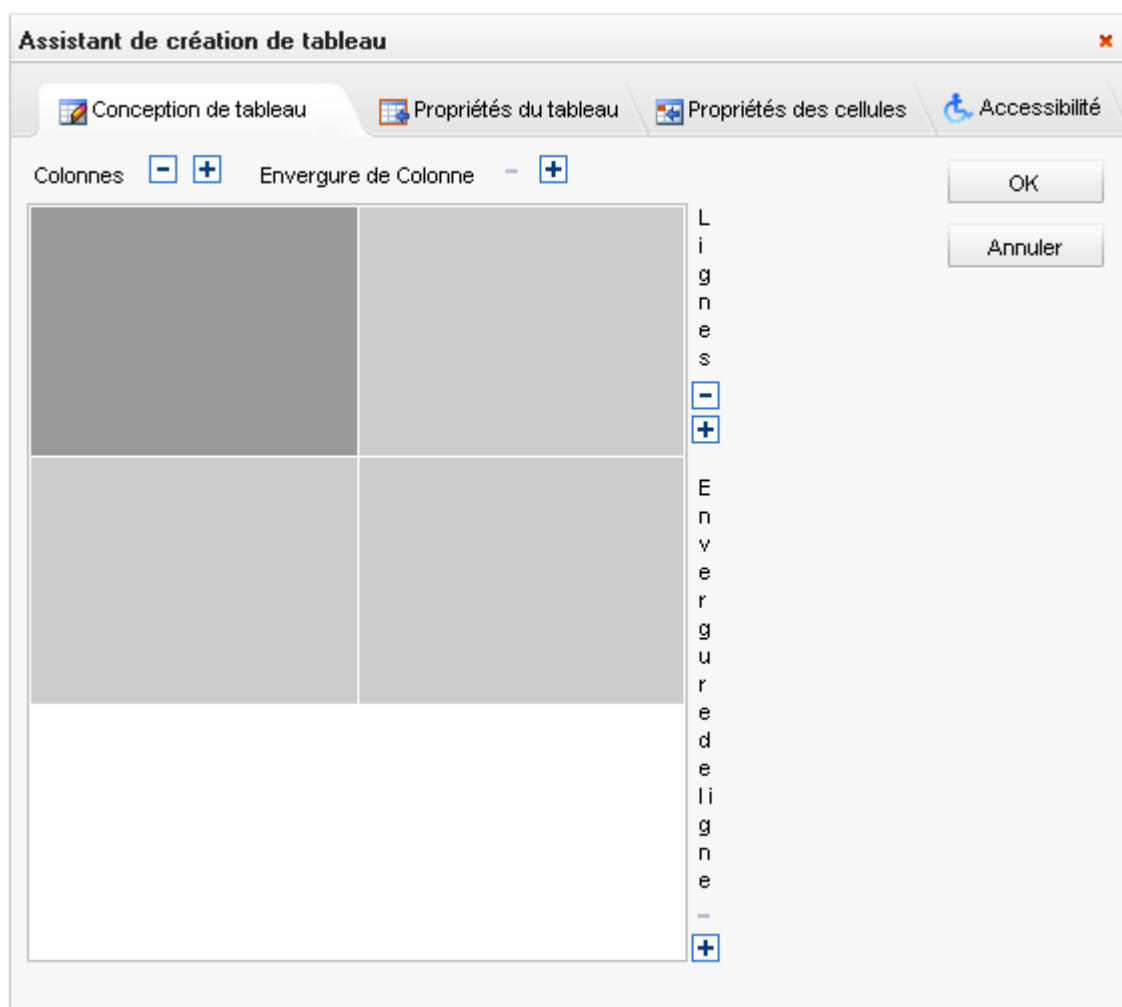 Assistant de création de tableau
Conception de tableau
Propriétés du tableau
Propriétés des cellules
Accessibilité
Colonnes
Envergure de Colonne
OK
Annuler
Lignes
Envergure de ligne